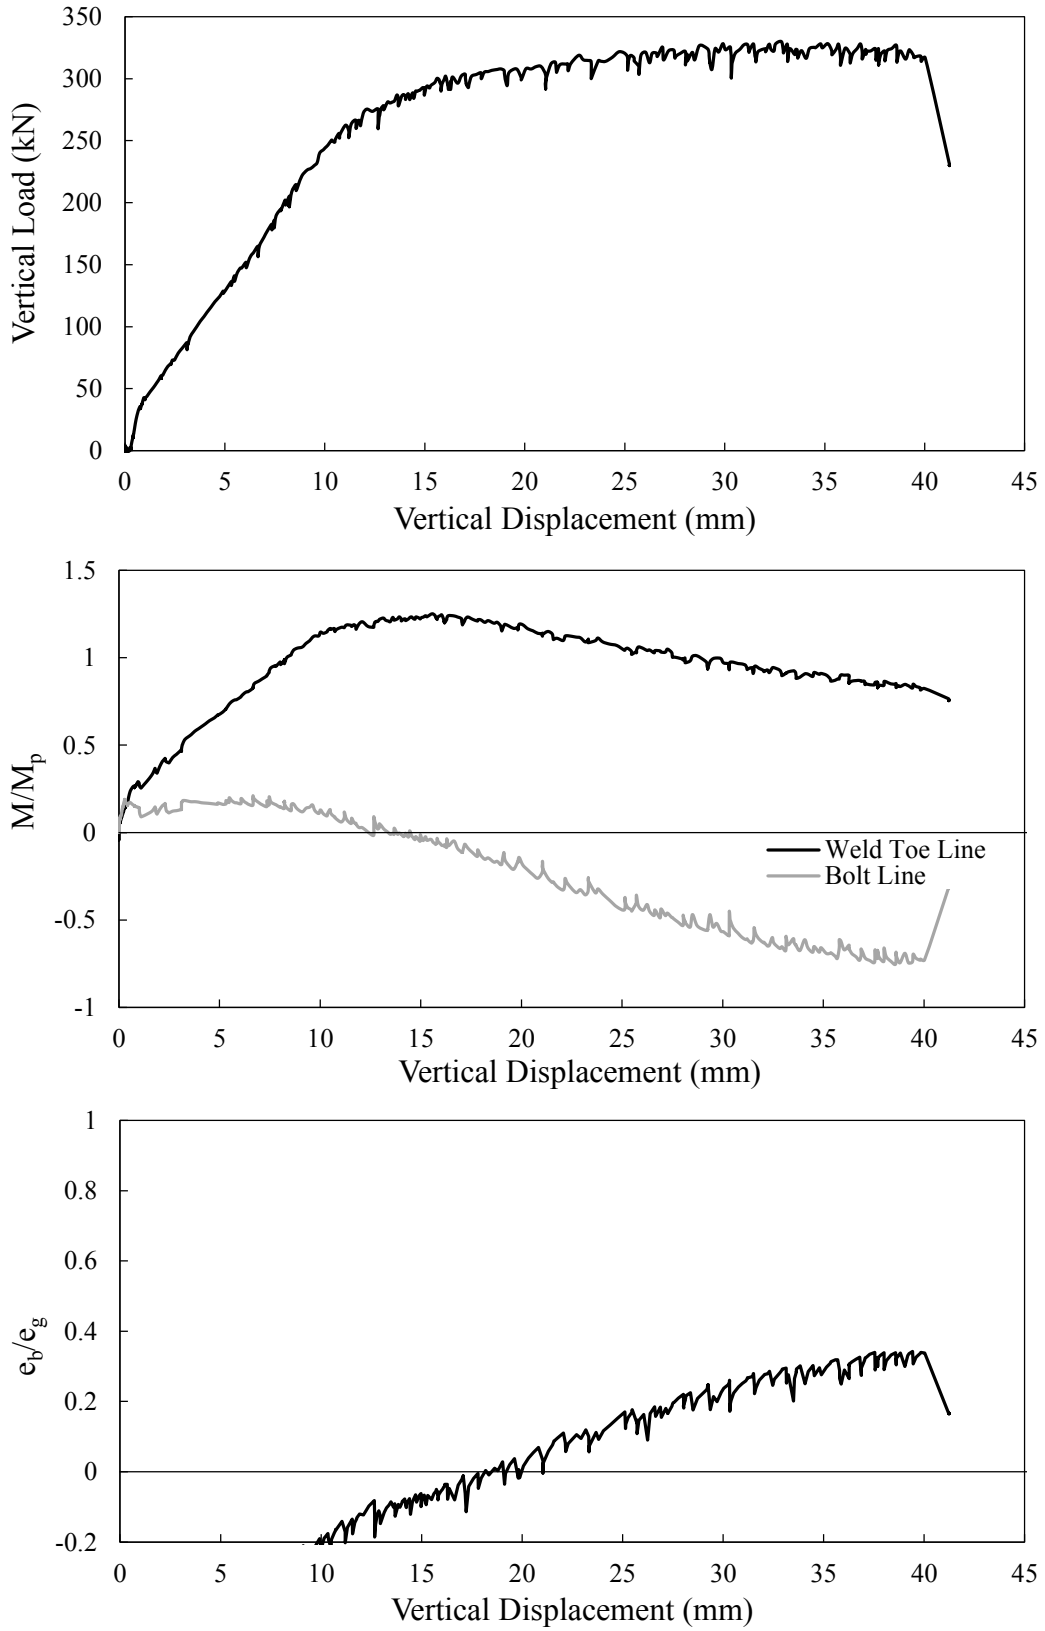 350
300
250
200
150
100
50
0
Vertical Load (kN)
0 5 10 15 20 25 30 35 40 45
Vertical Displacement (mm)
1.5
1
0.5
0
-0.5
-1
M/Mp
Weld Toe Line
Bolt Line
0 5 10 15 20 25 30 35 40 45
Vertical Displacement (mm)
1
0.8
0.6
0.4
0.2
0
-0.2
eb/eg
0 5 10 15 20 25 30 35 40 45
Vertical Displacement (mm)